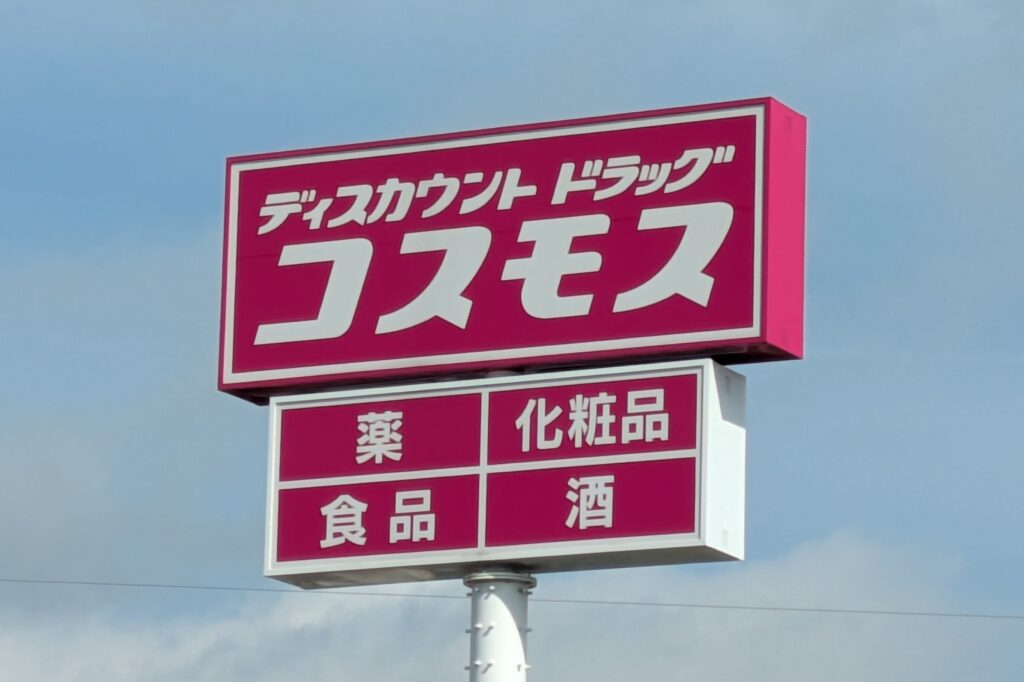 ディスカウント ドラッグ
コスモス
薬
化粧品
食品
酒